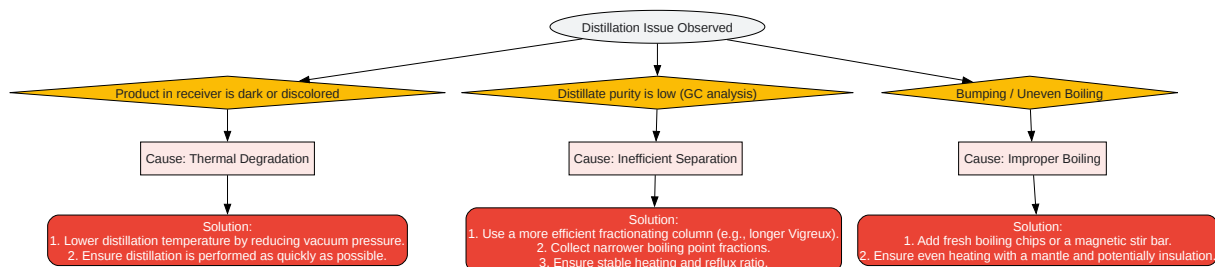 Distillation Issue Observed
Product in receiver is dark or discolored
Distillate purity is low (GC analysis)
Bumping / Uneven Boiling
Cause: Thermal Degradation
Cause: Inefficient Separation
Cause: Improper Boiling
Solution:
1. Lower distillation temperature by reducing vacuum pressure.
2. Ensure distillation is performed as quickly as possible.
Solution:
1. Use a more efficient fractionating column (e.g., longer Vigreux).
2. Collect narrower boiling point fractions.
3. Ensure stable heating and reflux ratio.
Solution:
1. Add fresh boiling chips or a magnetic stir bar.
2. Ensure even heating with a mantle and potentially insulation.